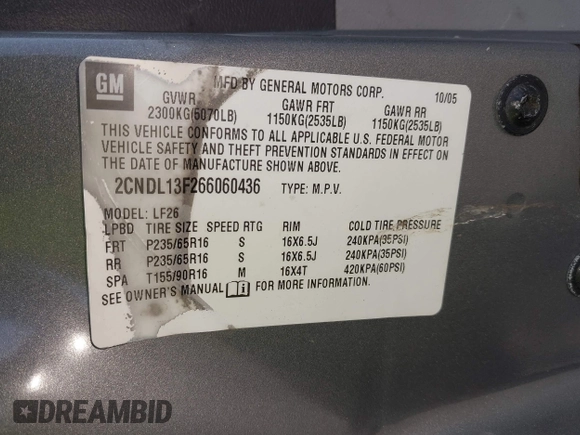 GM
MFD BY GENERAL MOTORS CORP. 10/05
GVWR GAWR FRT GAWR RR
2300KG(5070LB) 1150KG(2535LB) 1150KG(2535LB)
THIS VEHICLE CONFORMS TO ALL APPLICABLE U.S. FEDERAL MOTOR
VEHICLE SAFETY AND THEFT PREVENTION STANDARDS IN EFFECT ON
THE DATE OF MANUFACTURE SHOWN ABOVE.
2CNDL13F266060436 TYPE: M.P.V.
MODEL: LF26
LPBD TIRE SIZE SPEED RTG RIM COLD TIRE PRESSURE
FRT P235/65R16 S 16X6.5J 240KPA(35PSI)
RR P235/65R16 S 16X6.5J 240KPA(35PSI)
SPA T155/90R16 M 16X4T 420KPA(60PSI)
SEE OWNER'S MANUAL FOR MORE INFORMATION.
DREAMBID